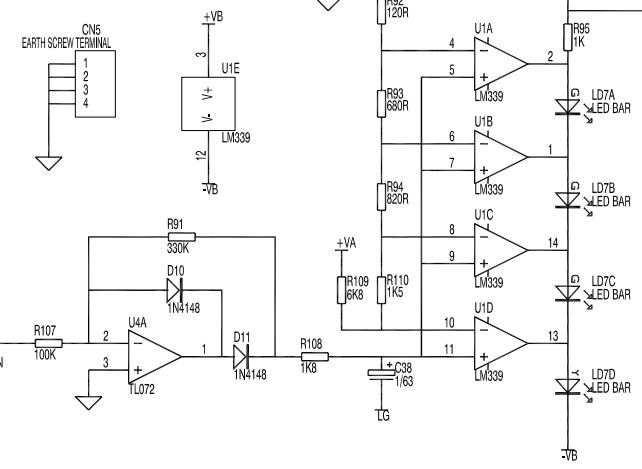 R92
120R
+VB
CN5
EARTH SCREW TERMINAL
1
2
3
4
3
U1E
V+
V-
LM339
12
-VB
U1A
4
5
2
LM339
R95
1K
G
LD7A
LED BAR
R93
680R
U1B
6
7
1
LM339
G
LD7B
LED BAR
R94
820R
U1C
8
9
14
LM339
G
LD7C
LED BAR
R91
330K
+VA
R109
6K8
R110
1K5
D10
1N4148
U1D
10
11
13
LM339
R107
100K
U4A
2
3
1
TL072
D11
1N4148
R108
1K8
+
C38
1/63
LG
Y
LD7D
LED BAR
-VB